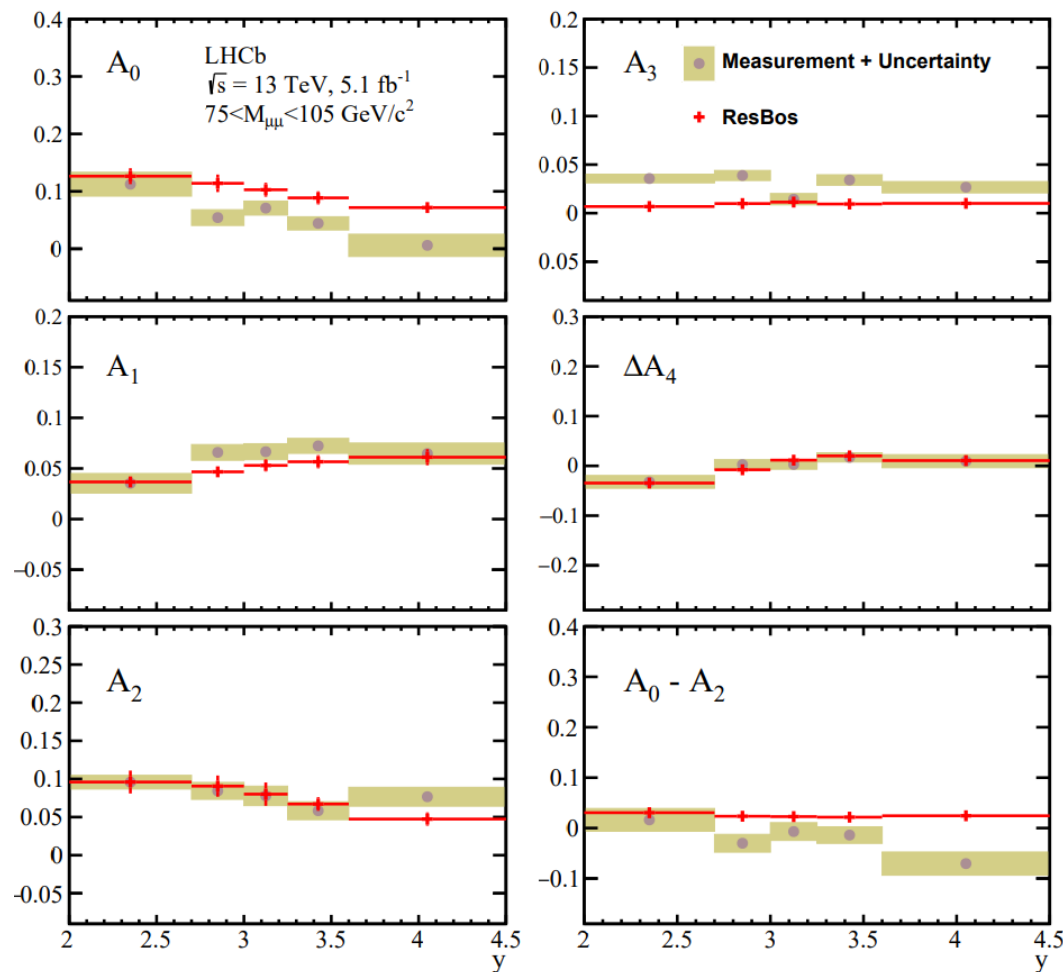 0.4
0.3
0.2
0.1
0
A₀
LHCb
√s = 13 TeV, 5.1 fb⁻¹
75<M_μμ<105 GeV/c²
0.2
0.15
0.1
0.05
0
0.05
A₃
Measurement + Uncertainty
ResBos
0.2
0.15
0.1
0.05
0
−0.05
A₁
0.3
0.2
0.1
0
−0.1
−0.2
ΔA₄
0.3
0.25
0.2
0.15
0.1
0.05
0
0.05
A₂
2 2.5 3 3.5 4 4.5
y
0.4
0.3
0.2
0.1
0
−0.1
A₀ - A₂
2 2.5 3 3.5 4 4.5
y